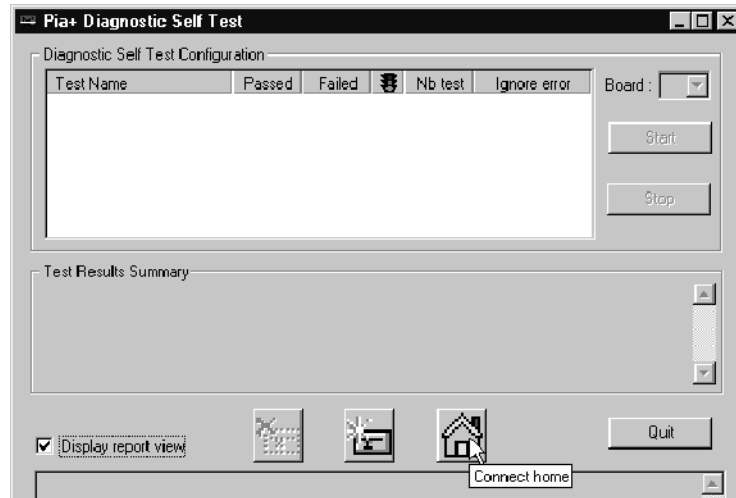 Pia+ Diagnostic Self Test
Diagnostic Self Test Configuration
Test Name Passed Failed Nb test Ignore error Board :
Start
Stop
Test Results Summary
Display report view Quit
Connect home